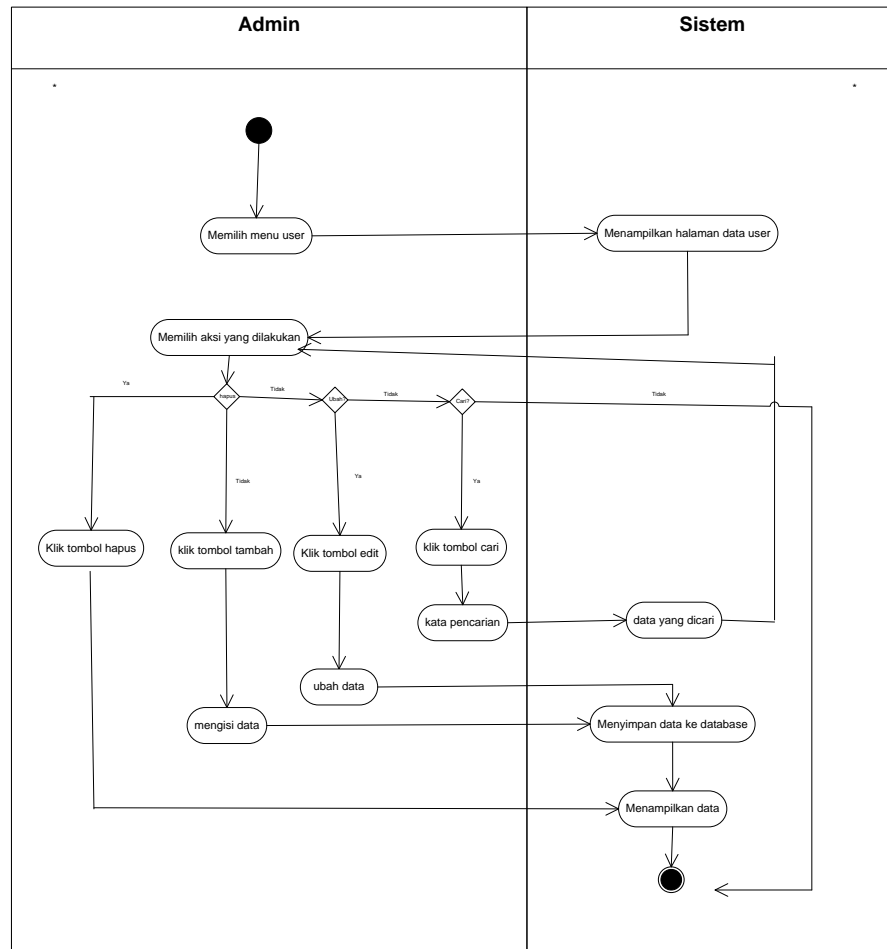 Admin
Sistem
*
*
Memilih menu user
Menampilkan halaman data user
Memilih aksi yang dilakukan
Ya
hapus
Tidak
Ubah?
Tidak
Cari?
Tidak
Tidak
Ya
Ya
Klik tombol hapus
klik tombol tambah
Klik tombol edit
klik tombol cari
kata pencarian
data yang dicari
ubah data
mengisi data
Menyimpan data ke database
Menampilkan data